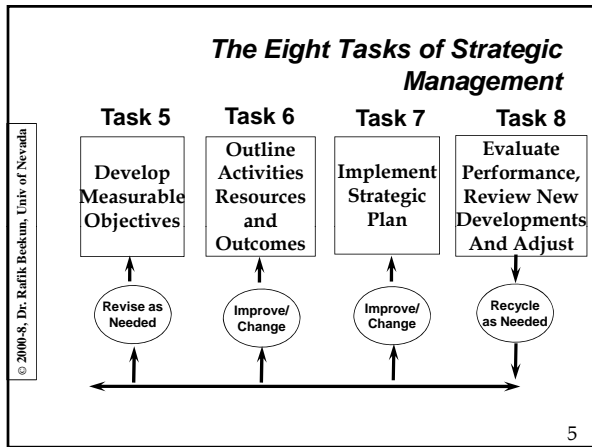 The Eight Tasks of Strategic
Management
Task 5
Task 6
Task 7
Task 8
Develop
Measurable
Objectives
Outline
Activities
Resources
and
Outcomes
Implement
Strategic
Plan
Evaluate
Performance,
Review New
Developments
And Adjust
Revise as
Needed
Improve/
Change
Improve/
Change
Recycle
as Needed
© 2000-8, Dr. Rafik Beekun, Univ of Nevada
5